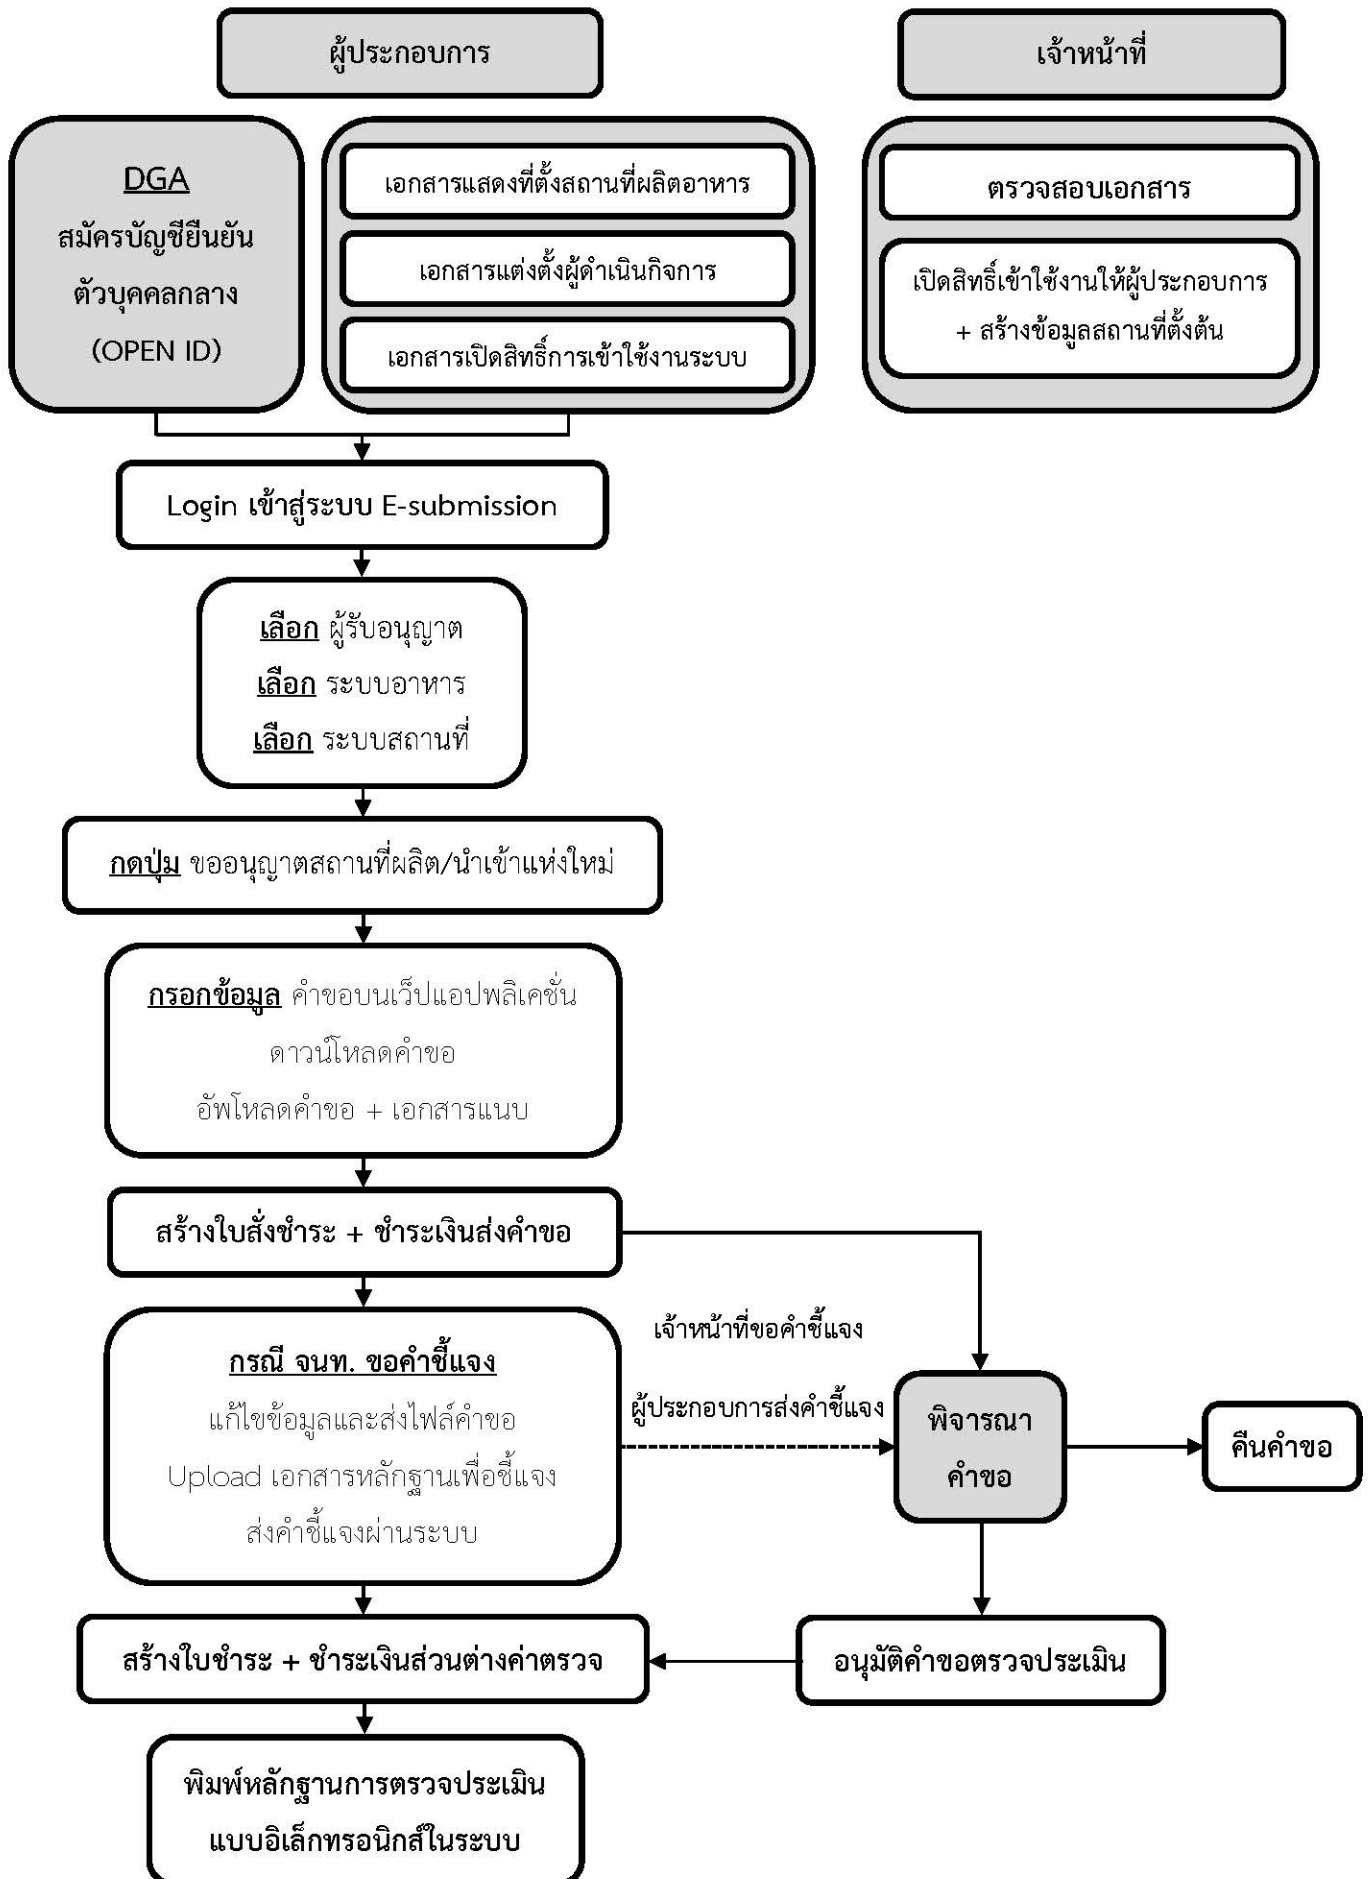 ผู้ประกอบการ
เจ้าหน้าที่
DGA
สมัครบัญชียืนยัน
ตัวบุคคลกลาง
(OPEN ID)
เอกสารแสดงที่ตั้งสถานที่ผลิตอาหาร
เอกสารแต่งตั้งผู้ดำเนินกิจการ
เอกสารเปิดสิทธิ์การเข้าใช้งานระบบ
ตรวจสอบเอกสาร
เปิดสิทธิ์เข้าใช้งานให้ผู้ประกอบการ
+ สร้างข้อมูลสถานที่ตั้งต้น
Login เข้าสู่ระบบ E-submission
เลือก ผู้รับอนุญาต
เลือก ระบบอาหาร
เลือก ระบบสถานที่
กดปุ่ม ขออนุญาตสถานที่ผลิต/นำเข้าแห่งใหม่
กรอกข้อมูล คำขอบนเว็ปแอปพลิเคชั่น
ดาวน์โหลดคำขอ
อัพโหลดคำขอ + เอกสารแนบ
สร้างใบสั่งชำระ + ชำระเงินส่งคำขอ
กรณี จนท. ขอคำชี้แจง
แก้ไขข้อมูลและส่งไฟล์คำขอ
Upload เอกสารหลักฐานเพื่อชี้แจง
ส่งคำชี้แจงผ่านระบบ
เจ้าหน้าที่ขอคำชี้แจง
ผู้ประกอบการส่งคำชี้แจง
พิจารณา
คำขอ
คืนคำขอ
สร้างใบชำระ + ชำระเงินส่วนต่างค่าตรวจ
อนุมัติคำขอตรวจประเมิน
พิมพ์หลักฐานการตรวจประเมิน
แบบอิเล็กทรอนิกส์ในระบบ